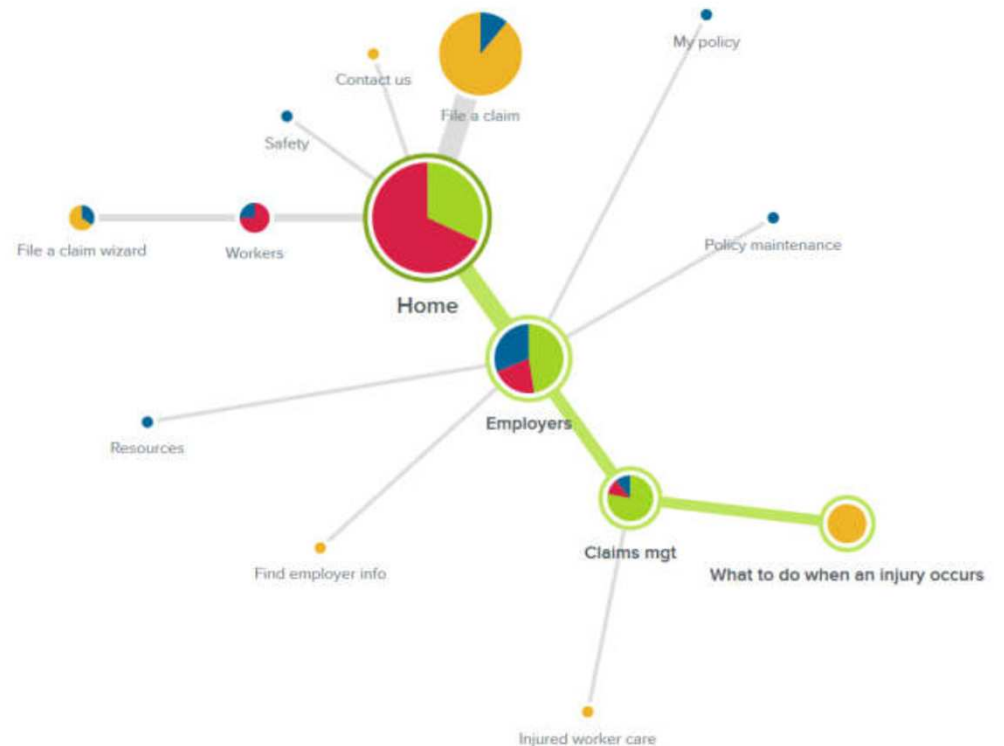 My policy
Contact us
File a claim
Safety
File a claim wizard
Workers
Policy maintenance
Home
Employers
Resources
Claims mgt
Find employer info
What to do when an injury occurs
Injured worker care